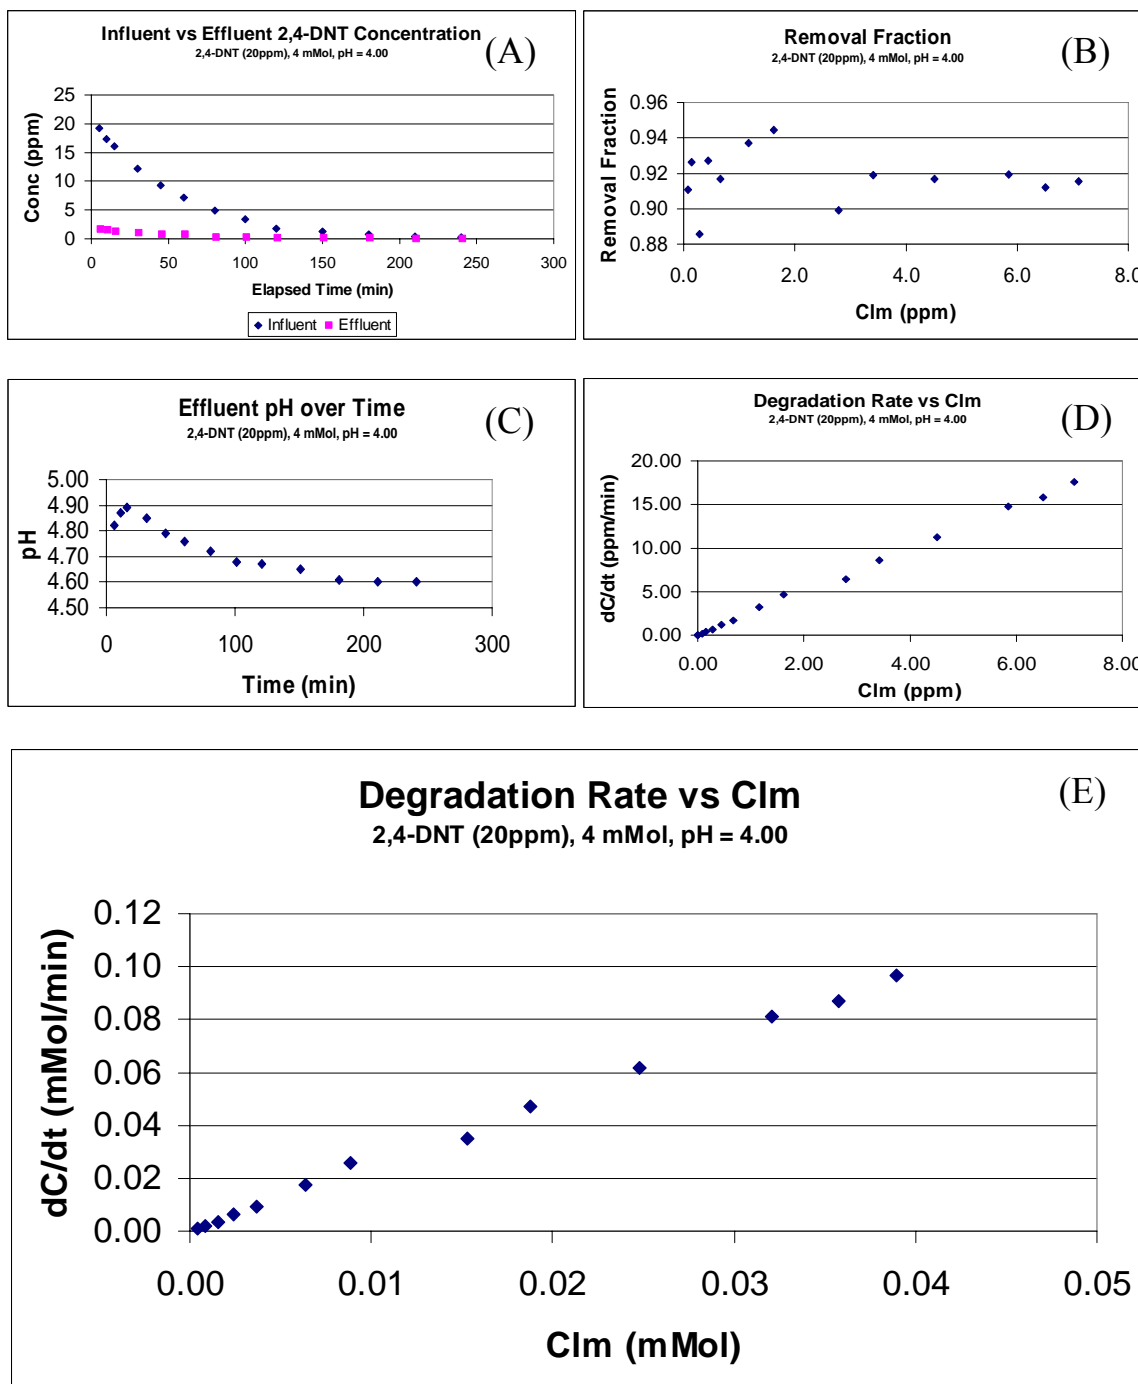 Influent vs Effluent 2,4-DNT Concentration
2,4-DNT (20ppm), 4 mMol, pH = 4.00
(A)
25
20
15
10
5
0
Conc (ppm)
0 50 100 150 200 250 300
Elapsed Time (min)
Influent Effluent
Removal Fraction
2,4-DNT (20ppm), 4 mMol, pH = 4.00
(B)
0.96
0.94
0.92
0.90
0.88
Removal Fraction
0.0 2.0 4.0 6.0 8.0
Clm (ppm)
Effluent pH over Time
2,4-DNT (20ppm), 4 mMol, pH = 4.00
(C)
5.00
4.90
4.80
4.70
4.60
4.50
pH
0 100 200 300
Time (min)
Degradation Rate vs Clm
2,4-DNT (20ppm), 4 mMol, pH = 4.00
(D)
20.00
15.00
10.00
5.00
0.00
dC/dt (ppm/min)
0.00 2.00 4.00 6.00 8.00
Clm (ppm)
Degradation Rate vs Clm
2,4-DNT (20ppm), 4 mMol, pH = 4.00
(E)
0.12
0.10
0.08
0.06
0.04
0.02
0.00
dC/dt (mMol/min)
0.00 0.01 0.02 0.03 0.04 0.05
Clm (mMol)